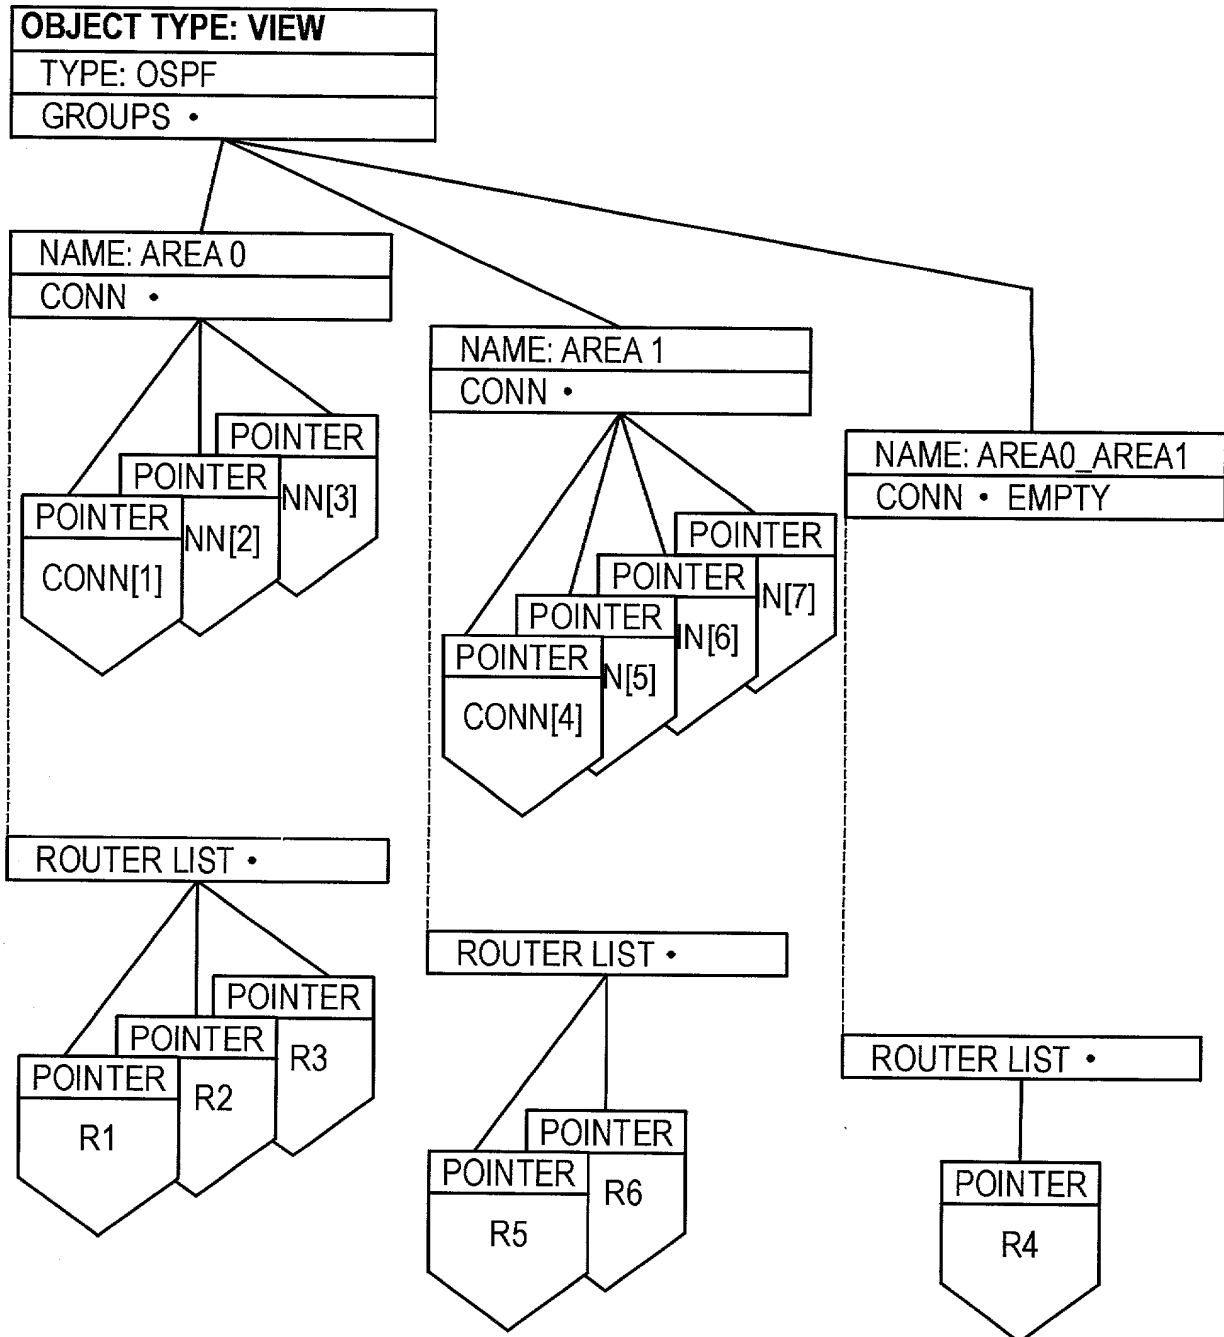 OBJECT TYPE: VIEW
TYPE: OSPF
GROUPS •
NAME: AREA 0
CONN •
POINTER
NN[3]
POINTER
NN[2]
POINTER
CONN[1]
NAME: AREA 1
CONN •
POINTER
N[7]
POINTER
IN[6]
POINTER
N[5]
POINTER
CONN[4]
NAME: AREA0_AREA1
CONN • EMPTY
ROUTER LIST •
POINTER
R3
POINTER
R2
POINTER
R1
ROUTER LIST •
POINTER
R6
POINTER
R5
ROUTER LIST •
POINTER
R4